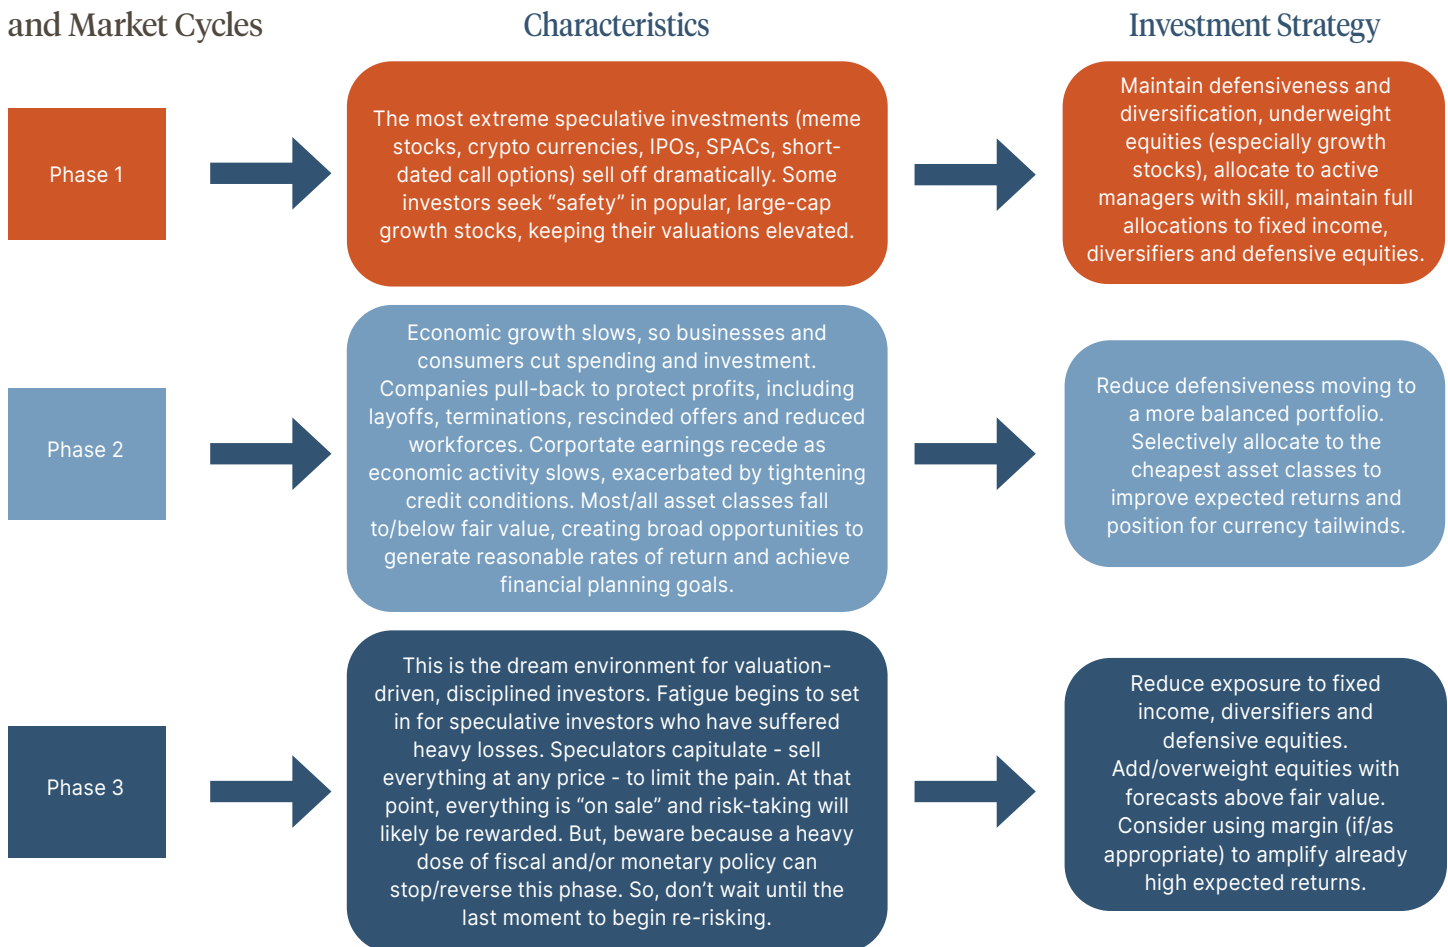 and Market Cycles
Characteristics
Investment Strategy
Phase 1
The most extreme speculative investments (meme
stocks, crypto currencies, IPOs, SPACs, short-
dated call options) sell off dramatically. Some
investors seek “safety” in popular, large-cap
growth stocks, keeping their valuations elevated.
Maintain defensiveness and
diversification, underweight
equities (especially growth
stocks), allocate to active
managers with skill, maintain full
allocations to fixed income,
diversifiers and defensive equities.
Phase 2
Economic growth slows, so businesses and
consumers cut spending and investment.
Companies pull-back to protect profits, including
layoffs, terminations, rescinded offers and reduced
workforces. Corportate earnings recede as
economic activity slows, exacerbated by tightening
credit conditions. Most/all asset classes fall
to/below fair value, creating broad opportunities to
generate reasonable rates of return and achieve
financial planning goals.
Reduce defensiveness moving to
a more balanced portfolio.
Selectively allocate to the
cheapest asset classes to
improve expected returns and
position for currency tailwinds.
Phase 3
This is the dream environment for valuation-
driven, disciplined investors. Fatigue begins to set
in for speculative investors who have suffered
heavy losses. Speculators capitulate - sell
everything at any price - to limit the pain. At that
point, everything is “on sale” and risk-taking will
likely be rewarded. But, beware because a heavy
dose of fiscal and/or monetary policy can
stop/reverse this phase. So, don’t wait until the
last moment to begin re-risking.
Reduce exposure to fixed
income, diversifiers and
defensive equities.
Add/overweight equities with
forecasts above fair value.
Consider using margin (if/as
appropriate) to amplify already
high expected returns.